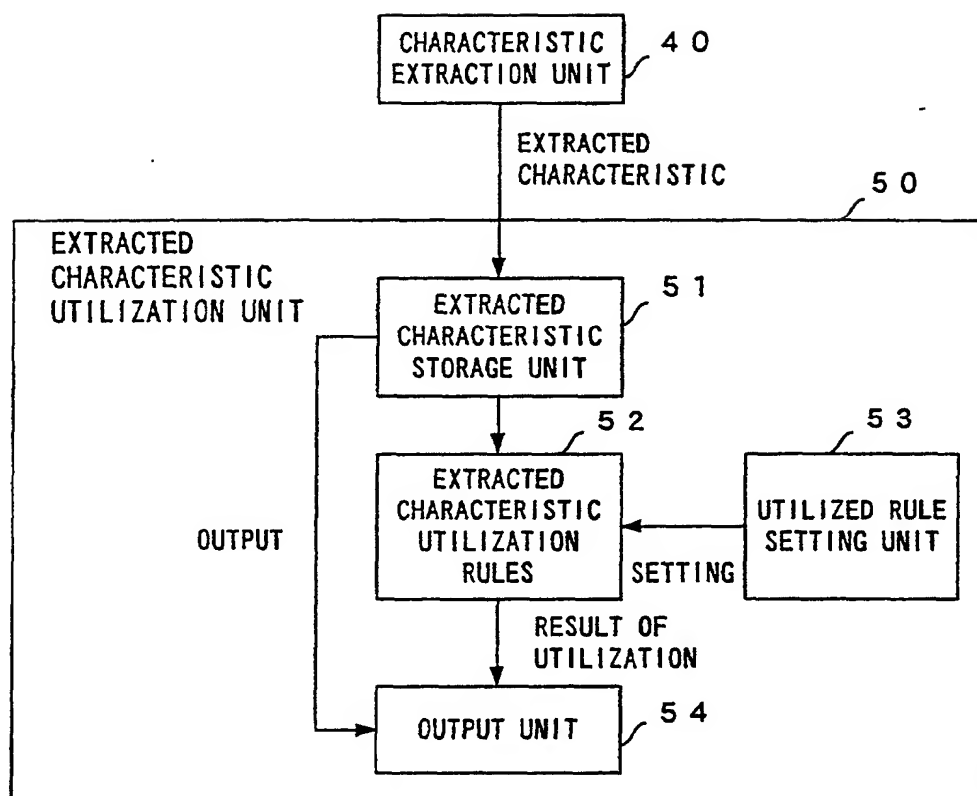 CHARACTERISTIC
EXTRACTION UNIT
40
EXTRACTED
CHARACTERISTIC
50
EXTRACTED
CHARACTERISTIC
UTILIZATION UNIT
EXTRACTED
CHARACTERISTIC
STORAGE UNIT
51
52
53
EXTRACTED
CHARACTERISTIC
UTILIZATION
RULES
UTILIZED RULE
SETTING UNIT
OUTPUT
SETTING
RESULT OF
UTILIZATION
OUTPUT UNIT
54